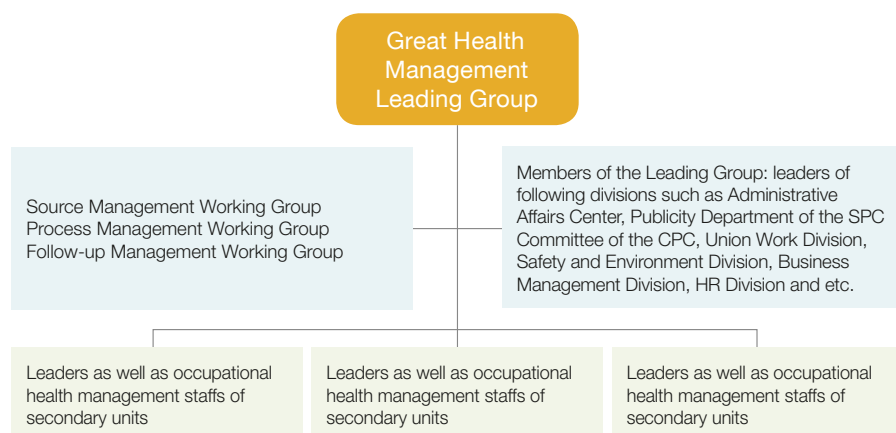 Great Health
Management
Leading Group
Source Management Working Group
Process Management Working Group
Follow-up Management Working Group
Members of the Leading Group: leaders of
following divisions such as Administrative
Affairs Center, Publicity Department of the SPC
Committee of the CPC, Union Work Division,
Safety and Environment Division, Business
Management Division, HR Division and etc.
Leaders as well as occupational
health management staffs of
secondary units
Leaders as well as occupational
health management staffs of
secondary units
Leaders as well as occupational
health management staffs of
secondary units